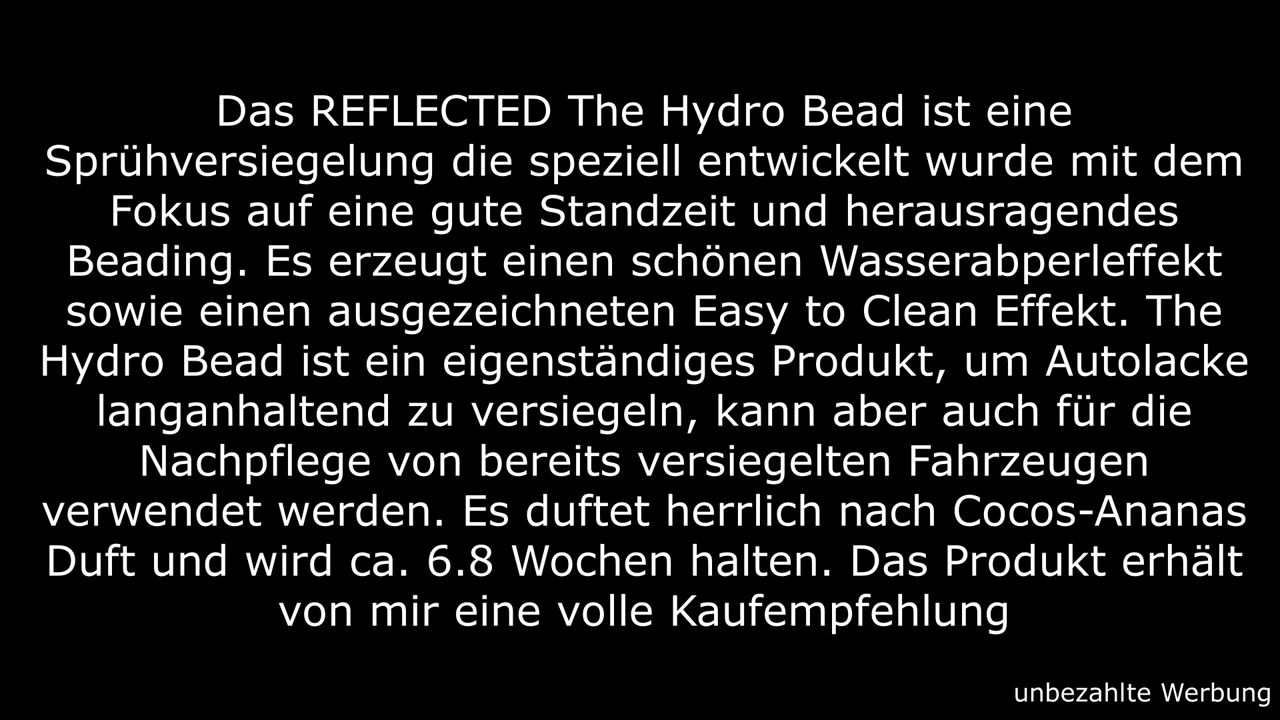 Das REFLECTED The Hydro Bead ist eine
Sprühversiegelung die speziell entwickelt wurde mit dem
Fokus auf eine gute Standzeit und herausragendes
Beading. Es erzeugt einen schönen Wasserabperleffekt
sowie einen ausgezeichneten Easy to Clean Effekt. The
Hydro Bead ist ein eigenständiges Produkt, um Autolacke
langanhaltend zu versiegeln, kann aber auch für die
Nachpflege von bereits versiegelten Fahrzeugen
verwendet werden. Es duftet herrlich nach Cocos-Ananas
Duft und wird ca. 6.8 Wochen halten. Das Produkt erhält
von mir eine volle Kaufempfehlung
unbezahlte Werbung